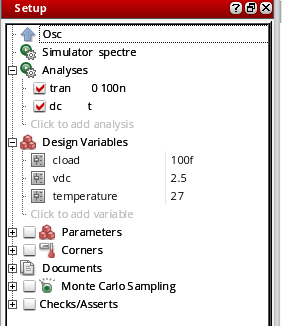 Setup
Osc
Simulator spectre
Analyses
tran 0 100n
dc t
Click to add analysis
Design Variables
cload 100f
vdc 2.5
temperature 27
Click to add variable
Parameters
Corners
Documents
Monte Carlo Sampling
Checks/Asserts